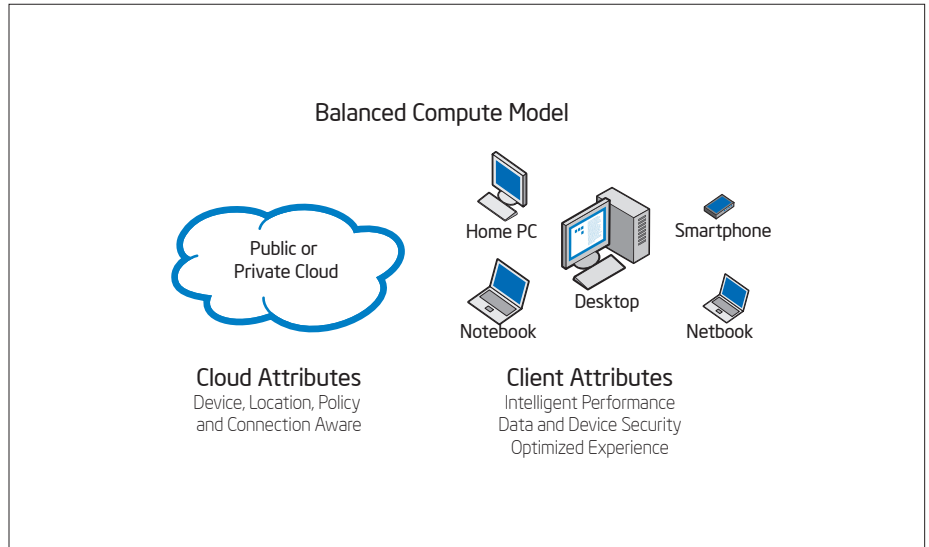 Balanced Compute Model
Public or
Private Cloud
Home PC
Smartphone
Desktop
Notebook
Netbook
Cloud Attributes
Device, Location, Policy
and Connection Aware
Client Attributes
Intelligent Performance
Data and Device Security
Optimized Experience